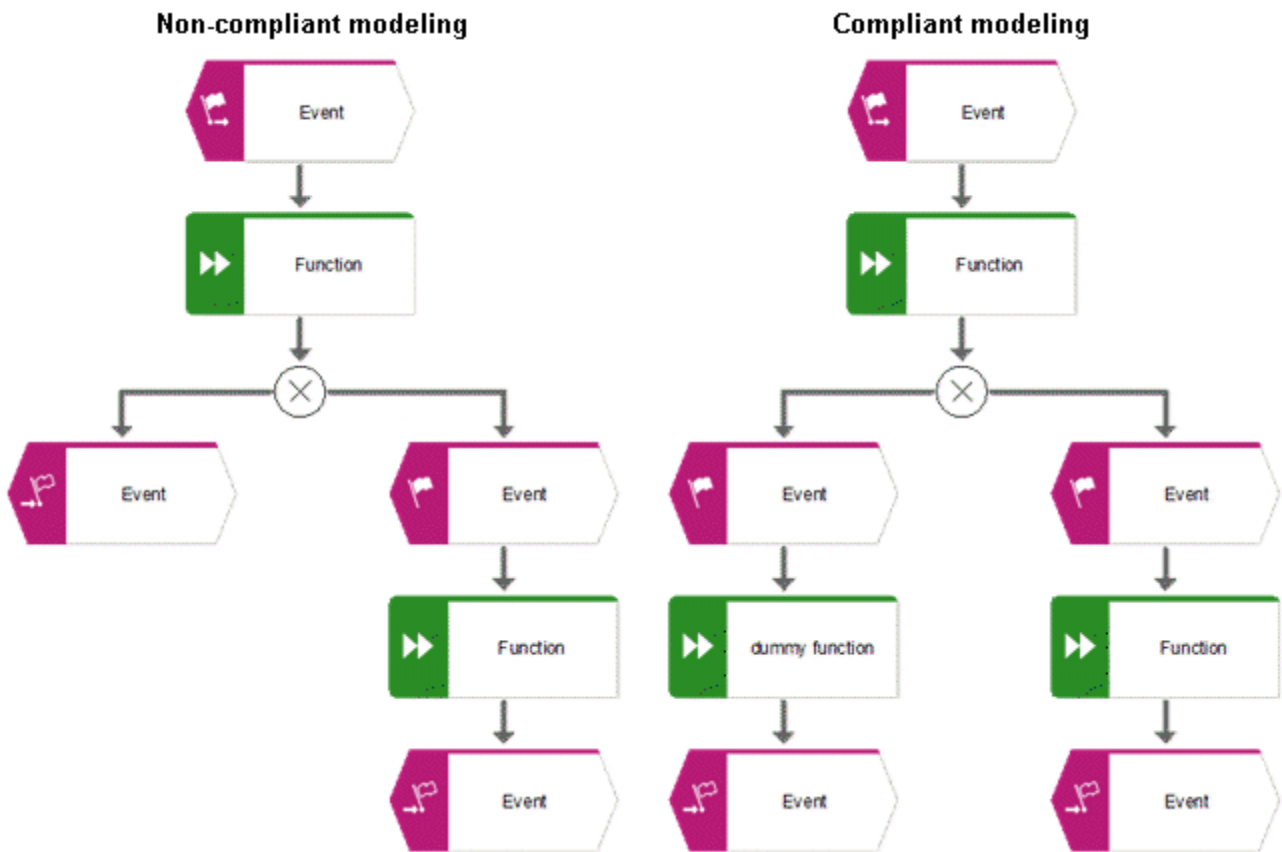 Non-compliant modeling
Event
Function
Event
Event
Function
Event
Compliant modeling
Event
Function
Event
Event
dummy function
Function
Event
Event